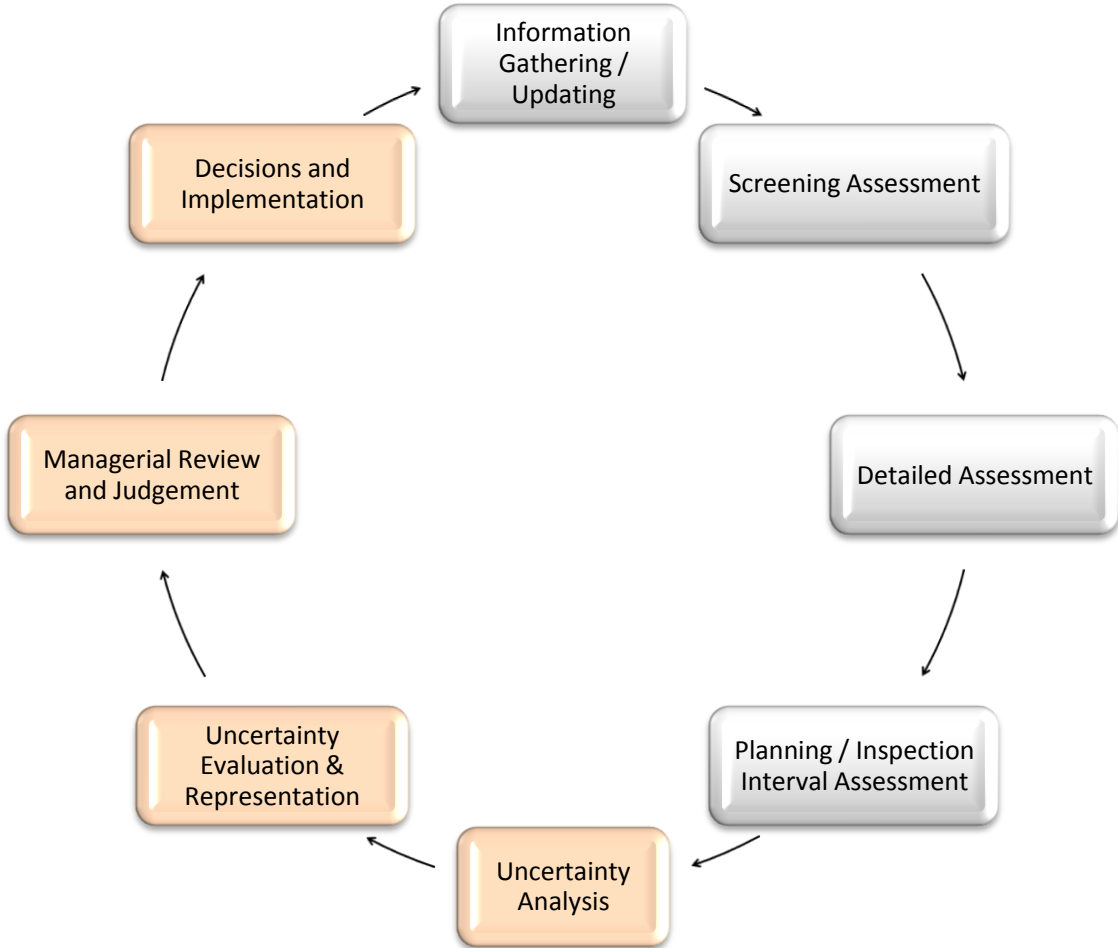 Information
Gathering /
Updating
Screening Assessment
Detailed Assessment
Planning / Inspection
Interval Assessment
Uncertainty
Analysis
Uncertainty
Evaluation &
Representation
Managerial Review
and Judgement
Decisions and
Implementation